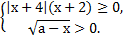 |x+4|(x+2) ≥ 0,
√a−x > 0.